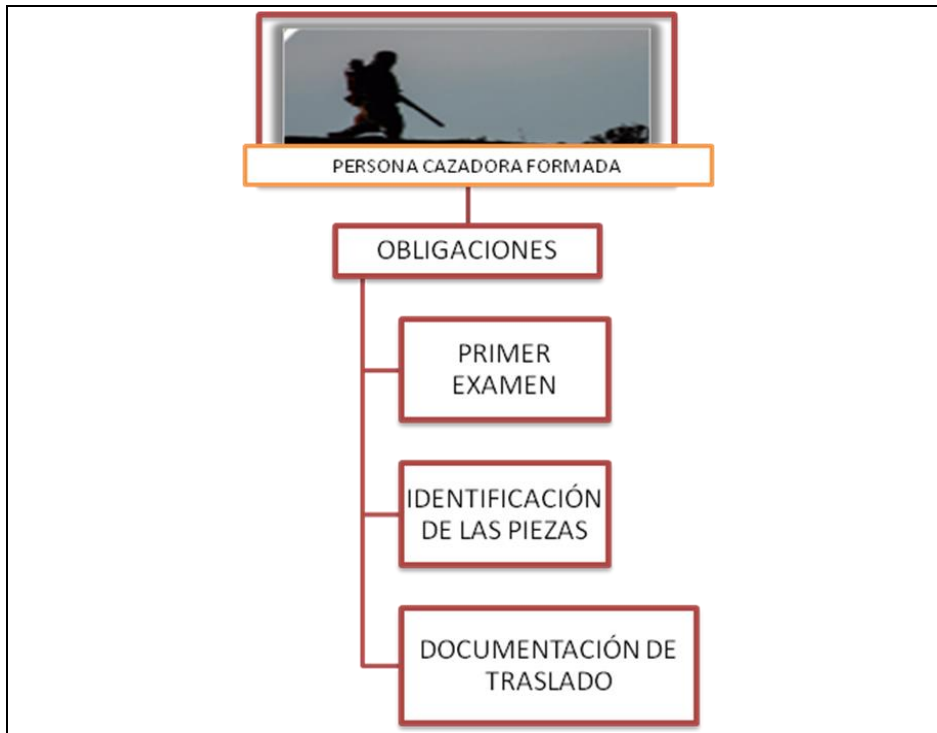 PERSONA CAZADORA FORMADA
OBLIGACIONES
PRIMER
EXAMEN
IDENTIFICACIÓN
DE LAS PIEZAS
DOCUMENTACIÓN DE
TRASLADO